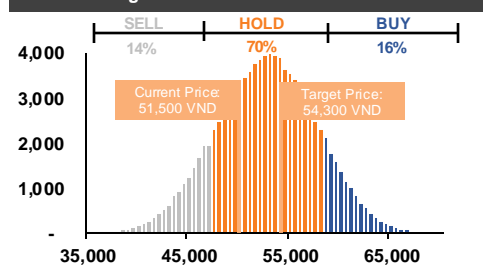 SELL HOLD BUY
14% 70% 16%
4,000
Current Price: Target Price:
51,500 VND 54,300 VND
3,000
2,000
1,000
-
35,000 45,000 55,000 65,000